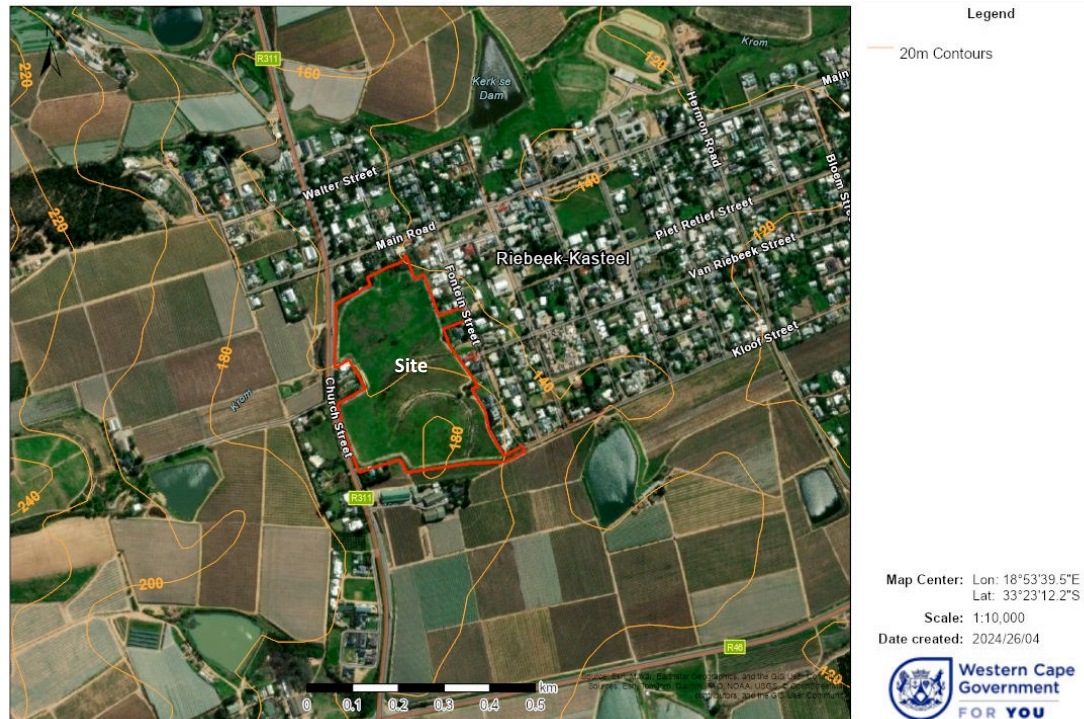 Legend
20m Contours
220
N
R311
160
Krom
120
Main
Kerk se
Dam
Hermon Road
Bloem Stre
Walter Street
140
220
Main Road
Piet Retief Street
120
Riebeek-Kasteel
Van Riebeek Street
Fontein Street
Kloof Street
180
Site
140
Krom
Church Street
180
240
R311
200
R46
120
km
0 0.1 0.2 0.3 0.4 0.5
Map Center: Lon: 18°53'39.5"E
Lat: 33°23'12.2"S
Scale: 1:10,000
Date created: 2024/26/04
Western Cape
Government
FOR YOU